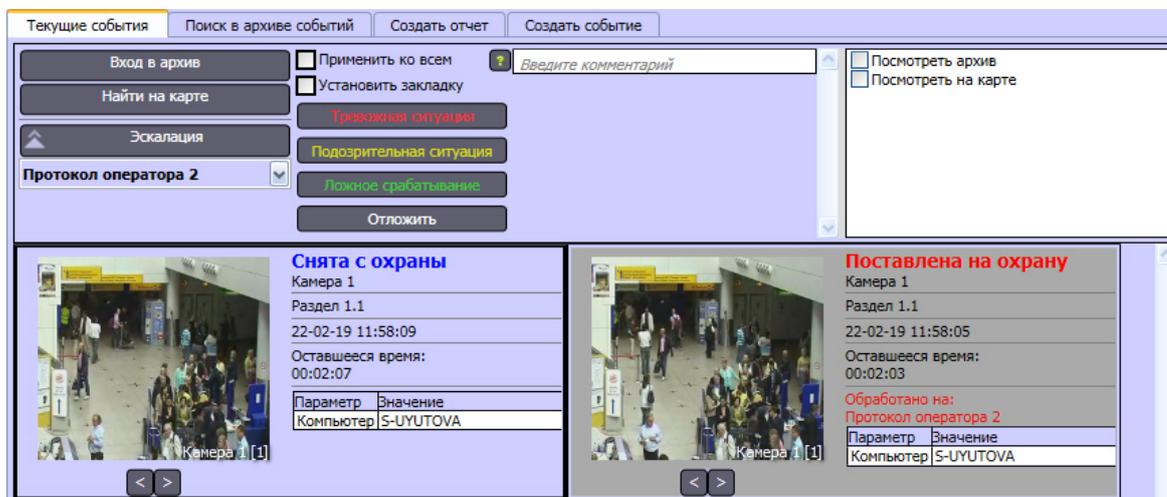 Текущие события
Поиск в архиве событий
Создать отчет
Создать событие
Вход в архив
Найти на карте
Эскалация
Протокол оператора 2
Применить ко всем
?
Установить закладку
Тревожная ситуация
Подозрительная ситуация
Ложное срабатывание
Отложить
Введите комментарий
Посмотреть архив
Посмотреть на карте
Снята с охраны
Камера 1
Раздел 1.1
22-02-19 11:58:09
Оставшееся время:
00:02:07
Параметр Значение
Компьютер S-UYUTOVA
Камера 1 [1]
< >
Поставлена на охрану
Камера 1
Раздел 1.1
22-02-19 11:58:05
Оставшееся время:
00:02:03
Обработано на:
Протокол оператора 2
Параметр Значение
Компьютер S-UYUTOVA
Камера 1 [1]
< >